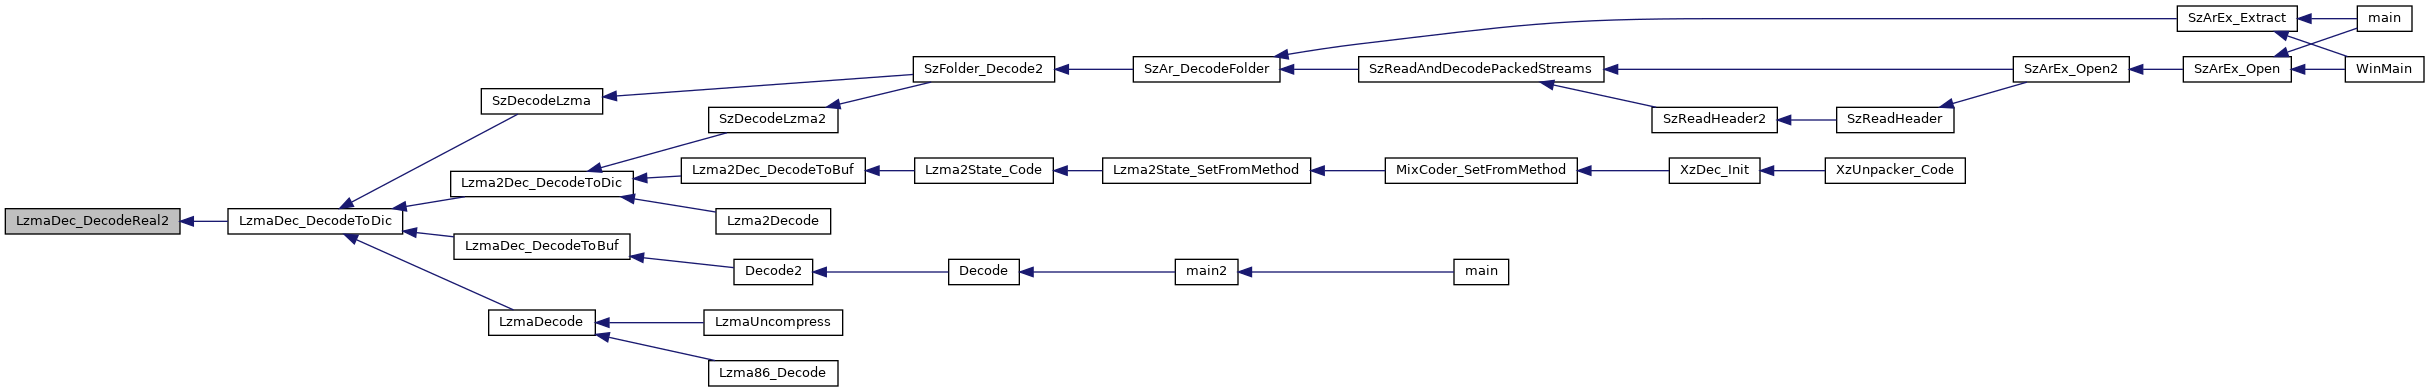 SzArEx_Extract
main
SzFolder_Decode2
SzAr_DecodeFolder
SzReadAndDecodePackedStreams
SzArEx_Open2
SzArEx_Open
WinMain
SzDecodeLzma
SzDecodeLzma2
SzReadHeader2
SzReadHeader
Lzma2Dec_DecodeToDic
Lzma2Dec_DecodeToBuf
Lzma2State_Code
Lzma2State_SetFromMethod
MixCoder_SetFromMethod
XzDec_Init
XzUnpacker_Code
LzmaDec_DecodeReal2
LzmaDec_DecodeToDic
Lzma2Decode
LzmaDec_DecodeToBuf
Decode2
Decode
main2
main
LzmaDecode
LzmaUncompress
Lzma86_Decode